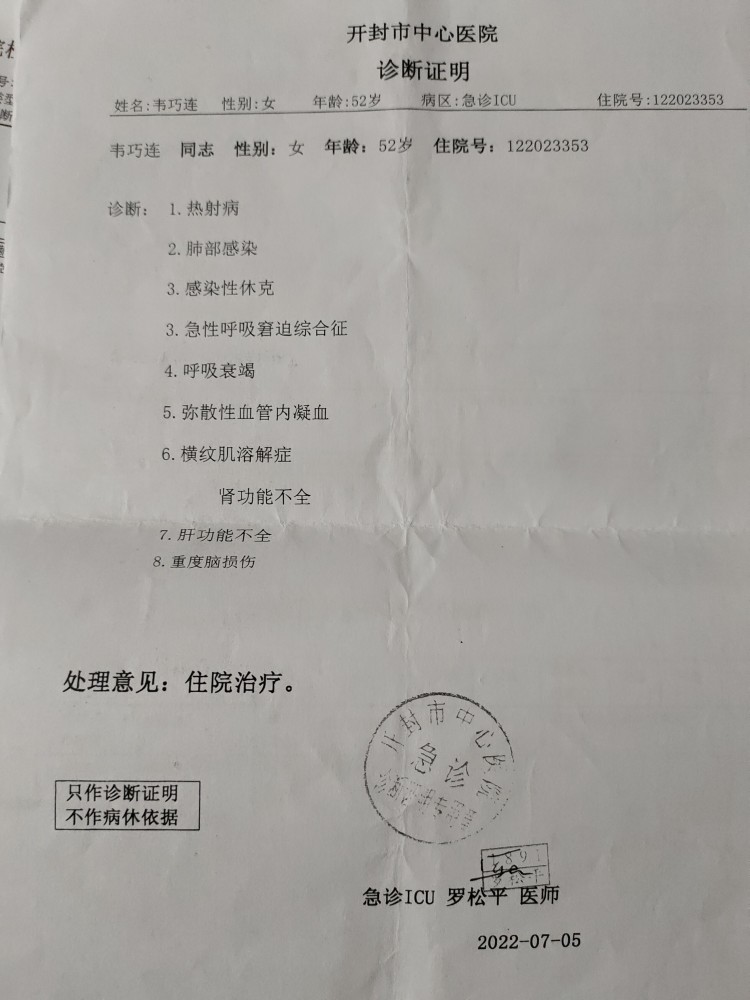 开封市中心医院
诊断证明
姓名:韦巧连 性别:女 年龄:52岁 病区:急诊ICU 住院号:122023353
韦巧连 同志 性别：女 年龄：52岁 住院号：122023353
诊断： 1.热射病
2.肺部感染
3.感染性休克
3.急性呼吸窘迫综合征
4.呼吸衰竭
5.弥散性血管内凝血
6.横纹肌溶解症
肾功能不全
7.肝功能不全
8.重度脑损伤
处理意见：住院治疗。
开封市中心医院
急诊
只作诊断证明
不作病休依据
急诊ICU 罗松平 医师
2022-07-05